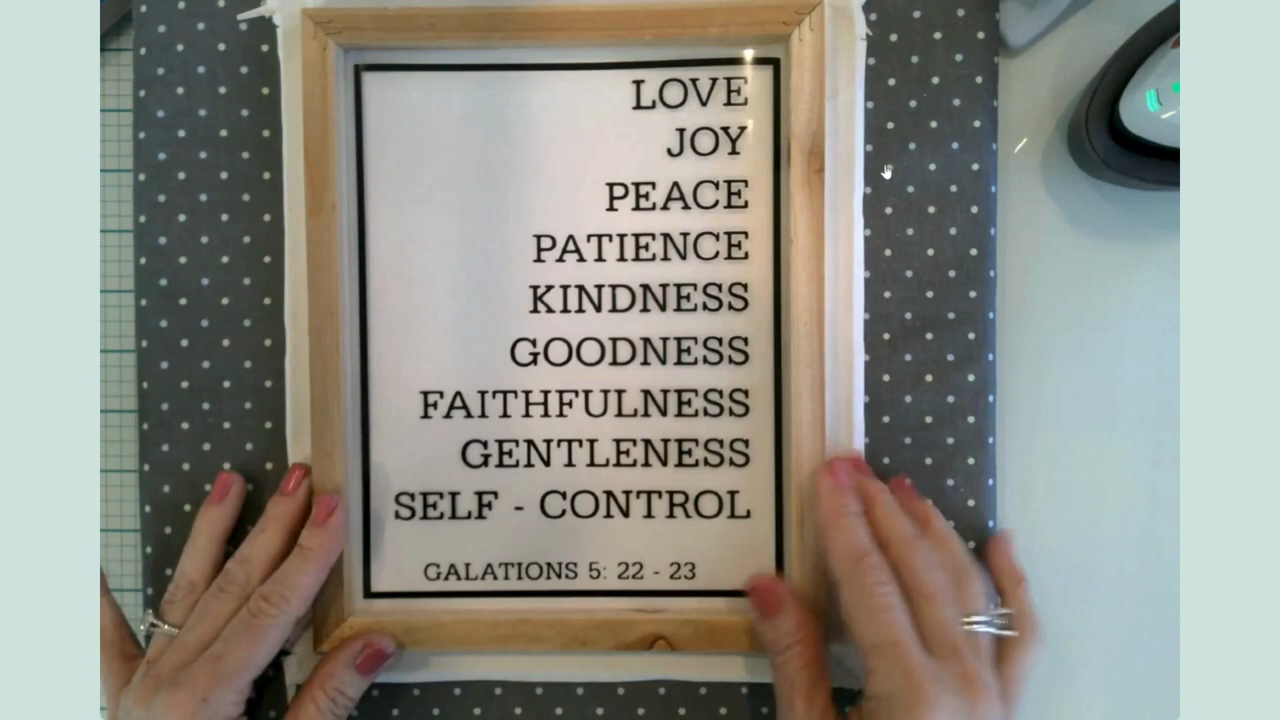 LOVE
JOY
PEACE
PATIENCE
KINDNESS
GOODNESS
FAITHFULNESS
GENTLENESS
SELF - CONTROL
GALATIONS 5: 22 - 23